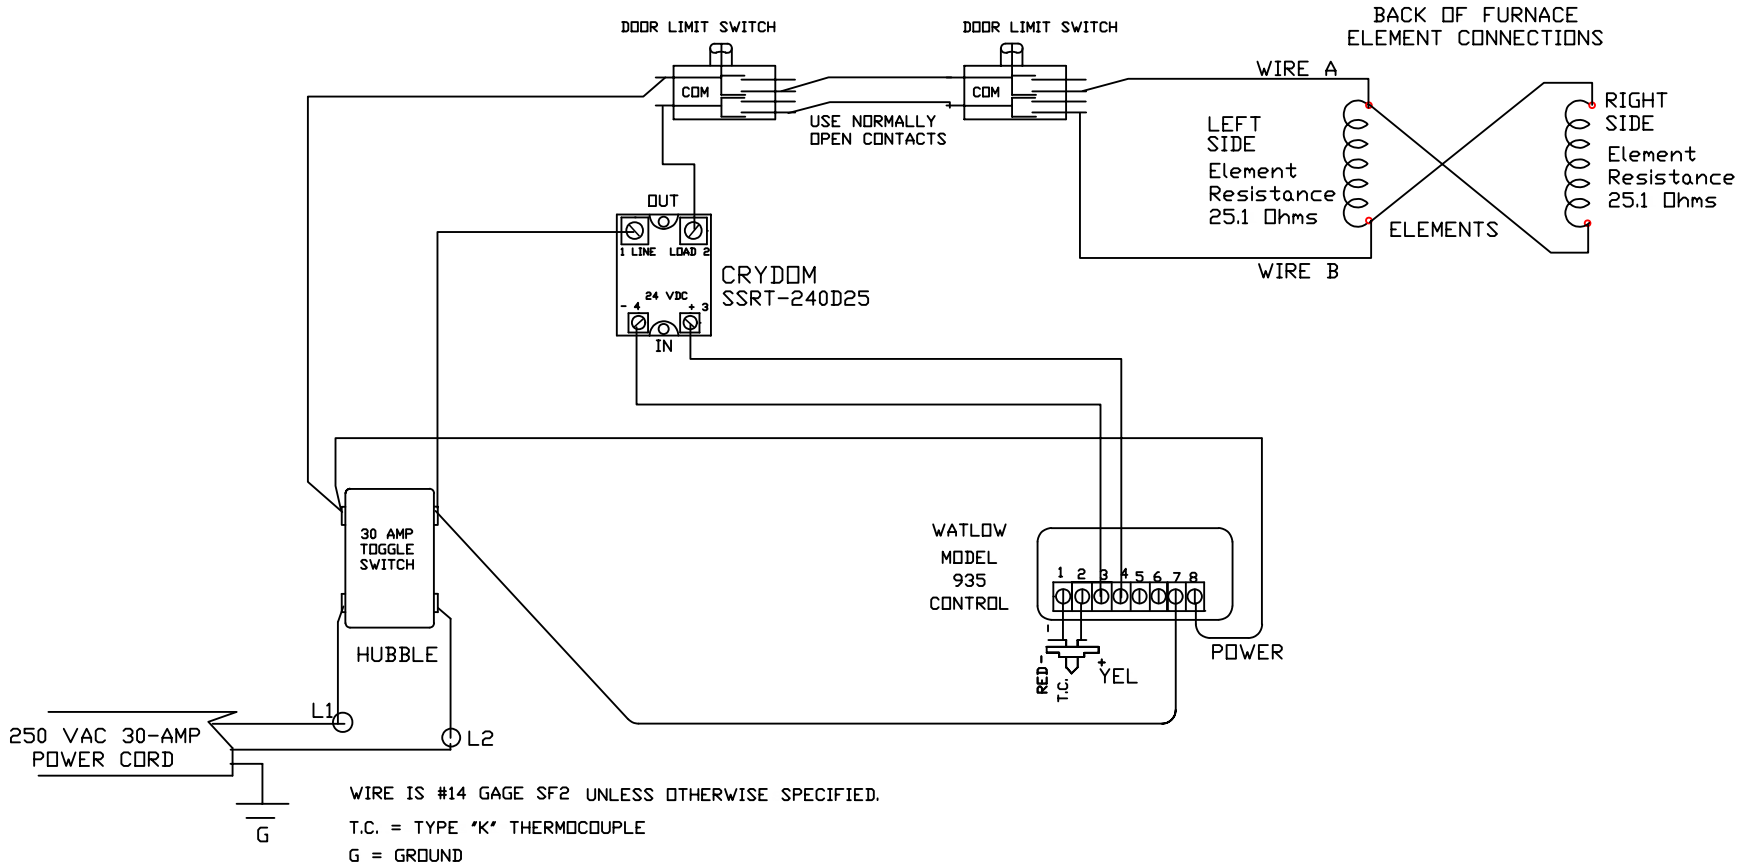 DOOR LIMIT SWITCH
DOOR LIMIT SWITCH
BACK OF FURNACE
ELEMENT CONNECTIONS
COM
COM
USE NORMALLY
OPEN CONTACTS
WIRE A
LEFT
SIDE
Element
Resistance
25.1 Ohms
RIGHT
SIDE
Element
Resistance
25.1 Ohms
ELEMENTS
WIRE B
OUT
1 LINE LOAD 2
24 VDC
- 4 + 3
IN
CRYDOM
SSRT-240D25
30 AMP
TOGGLE
SWITCH
HUBBLE
WATLOW
MODEL
935
CONTROL
1 2 3 4 5 6 7 8
-
RED-
T.C.
+
YEL
POWER
L1
L2
250 VAC 30-AMP
POWER CORD
G
WIRE IS #14 GAGE SF2 UNLESS OTHERWISE SPECIFIED.
T.C. = TYPE "K" THERMOCOUPLE
G = GROUND